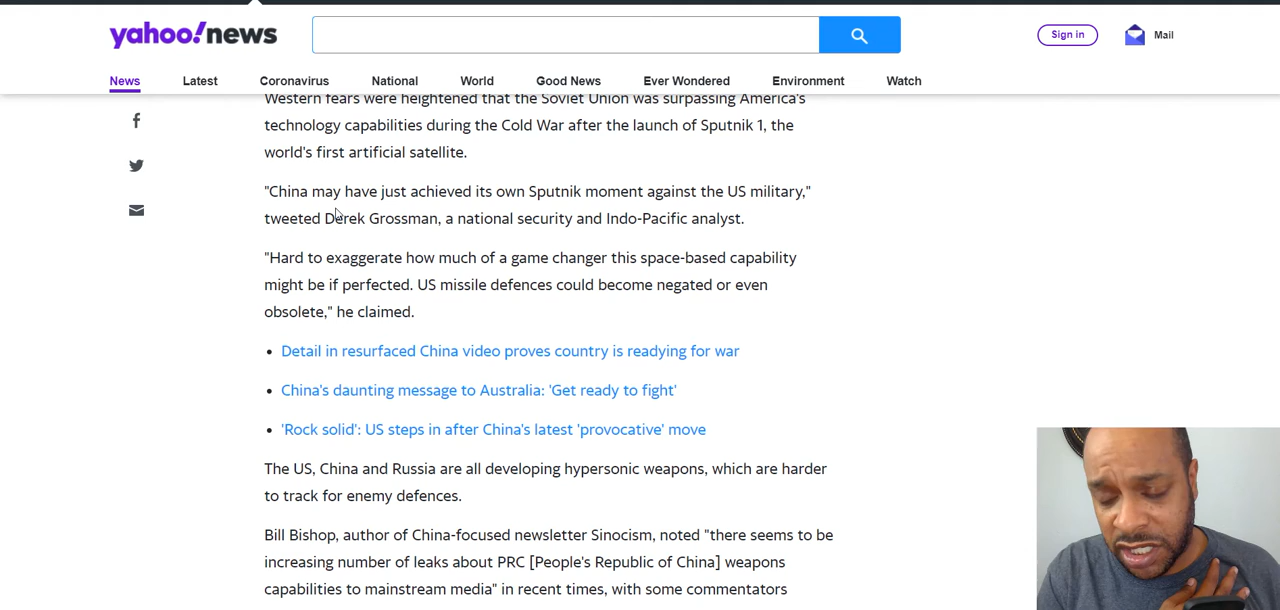 yahoo!news
Sign in
Mail
News
Latest
Coronavirus
National
World
Good News
Ever Wondered
Environment
Watch
Western fears were heightened that the Soviet Union was surpassing America's
technology capabilities during the Cold War after the launch of Sputnik 1, the
world's first artificial satellite.
"China may have just achieved its own Sputnik moment against the US military,"
tweeted Derek Grossman, a national security and Indo-Pacific analyst.
"Hard to exaggerate how much of a game changer this space-based capability
might be if perfected. US missile defences could become negated or even
obsolete," he claimed.
Detail in resurfaced China video proves country is readying for war
China's daunting message to Australia: 'Get ready to fight'
'Rock solid': US steps in after China's latest 'provocative' move
The US, China and Russia are all developing hypersonic weapons, which are harder
to track for enemy defences.
Bill Bishop, author of China-focused newsletter Sinocism, noted "there seems to be
increasing number of leaks about PRC [People's Republic of China] weapons
capabilities to mainstream media" in recent times, with some commentators